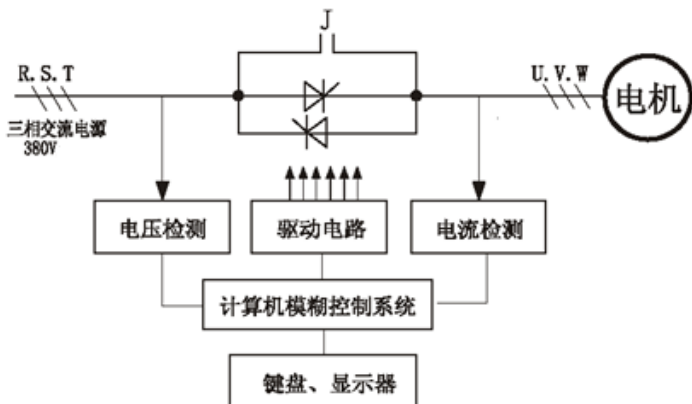 J
R.S.T
U.V.W
电机
三相交流电源
380V
电压检测
驱动电路
电流检测
计算机模糊控制系统
键盘、显示器